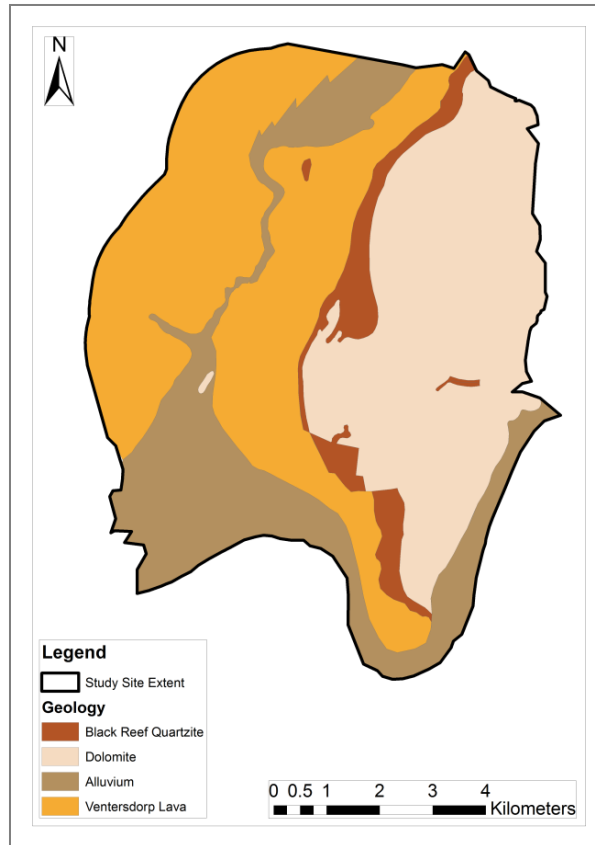 N
Legend
Study Site Extent
Geology
Black Reef Quartzite
Dolomite
Alluvium
Ventersdorp Lava
0 0.5 1 2 3 4
Kilometers